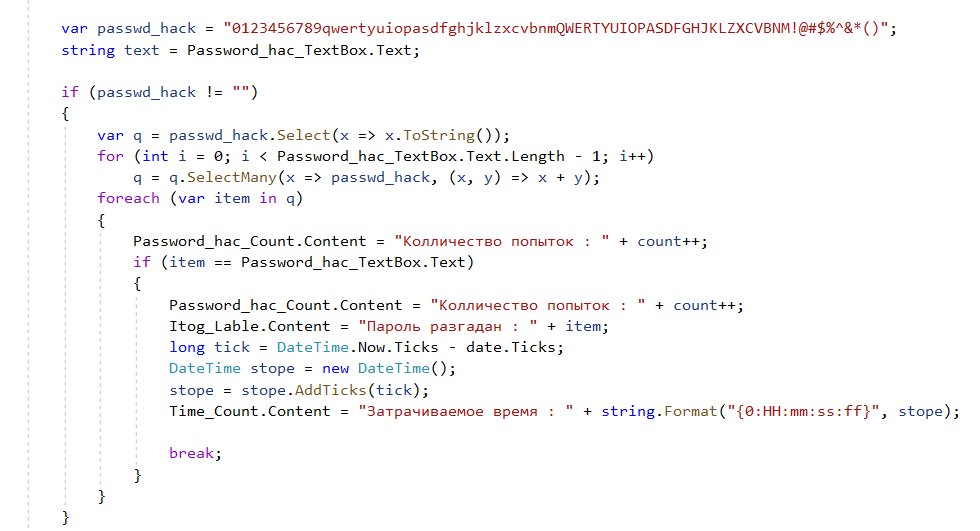 var passwd_hack = "0123456789qwertyuiopasdfghjklzxcvbnmQWERTYUIOPASDFGHJKLZXCVBNM!@#$%^&*()";
string text = Password_hac_TextBox.Text;
if (passwd_hack != "")
{
var q = passwd_hack.Select(x => x.ToString());
for (int i = 0; i < Password_hac_TextBox.Text.Length - 1; i++)
q = q.SelectMany(x => passwd_hack, (x, y) => x + y);
foreach (var item in q)
{
Password_hac_Count.Content = "Колличество попыток : " + count++;
if (item == Password_hac_TextBox.Text)
{
Password_hac_Count.Content = "Колличество попыток : " + count++;
Itog_Lable.Content = "Пароль разгадан : " + item;
long tick = DateTime.Now.Ticks - date.Ticks;
DateTime stope = new DateTime();
stope = stope.AddTicks(tick);
Time_Count.Content = "Затрачиваемое время : " + string.Format("{0:HH:mm:ss:ff}", stope);
break;
}
}
}